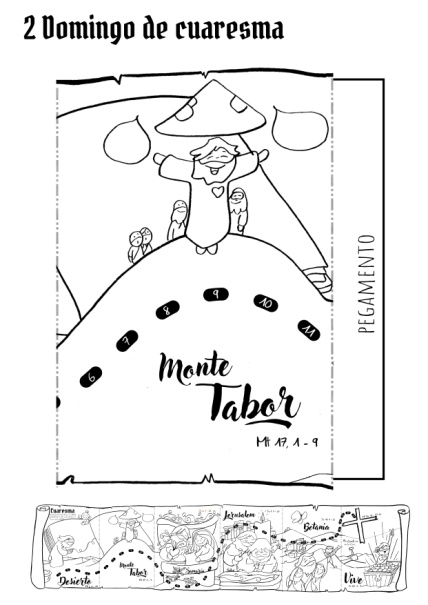 2 Domingo de cuaresma
PEGAMENTO
6 7 8 9 10 11
Monte
Tabor
Mt 17, 1 - 9
Cuaresma
Jerusalem
Betania
Monte
Tabor
Desierto
Vive